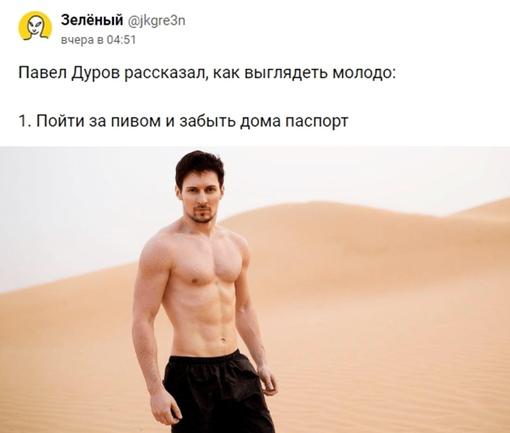 Зелёный @jkgre3n
вчера в 04:51
Павел Дуров рассказал, как выглядеть молодо:
1. Пойти за пивом и забыть дома паспорт